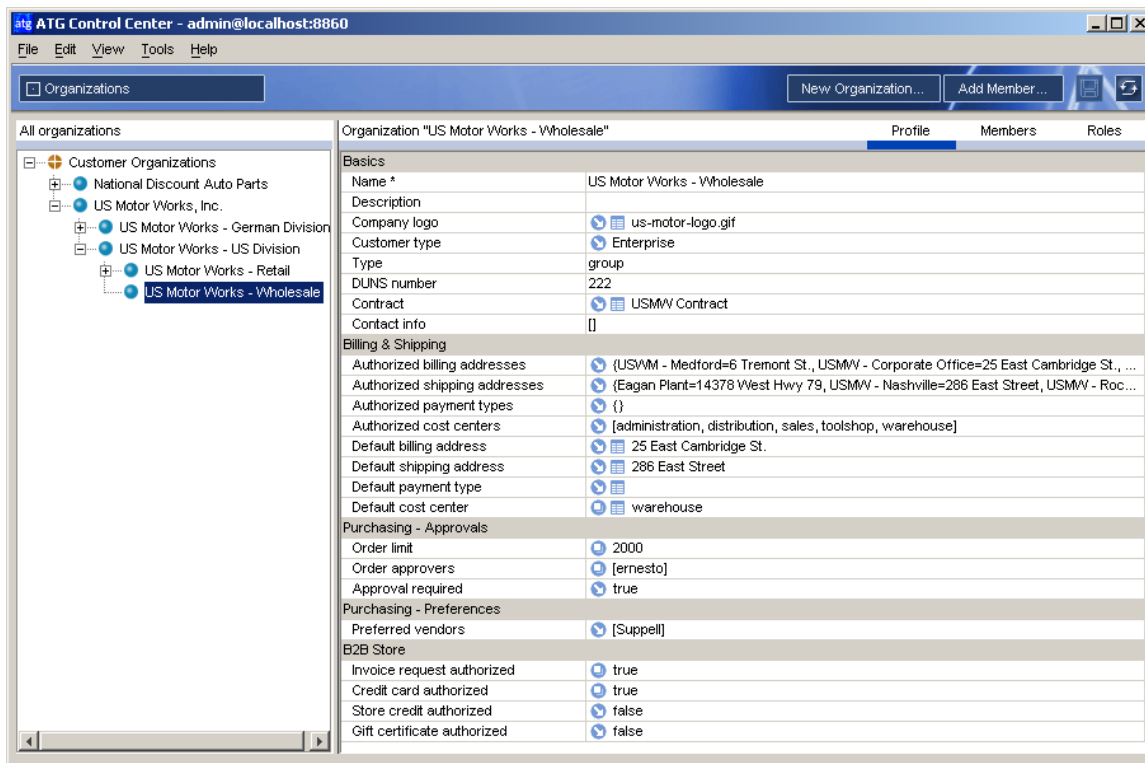 atg ATG Control Center - admin@localhost:8860
File Edit View Tools Help
Organizations New Organization... Add Member...
All organizations
Customer Organizations
National Discount Auto Parts
US Motor Works, Inc.
US Motor Works - German Division
US Motor Works - US Division
US Motor Works - Retail
US Motor Works - Wholesale
Organization "US Motor Works - Wholesale" Profile Members Roles
Basics
Name * US Motor Works - Wholesale
Description
Company logo us-motor-logo.gif
Customer type Enterprise
Type group
DUNS number 222
Contract USMW Contract
Contact info []
Billing & Shipping
Authorized billing addresses {USWM - Medford=6 Tremont St., USMW - Corporate Office=25 East Cambridge St., ...
Authorized shipping addresses {Eagan Plant=14378 West Hwy 79, USMW - Nashville=286 East Street, USMW - Roc...
Authorized payment types {}
Authorized cost centers [administration, distribution, sales, toolshop, warehouse]
Default billing address 25 East Cambridge St.
Default shipping address 286 East Street
Default payment type
Default cost center warehouse
Purchasing - Approvals
Order limit 2000
Order approvers [ernesto]
Approval required true
Purchasing - Preferences
Preferred vendors [Suppell]
B2B Store
Invoice request authorized true
Credit card authorized true
Store credit authorized false
Gift certificate authorized false